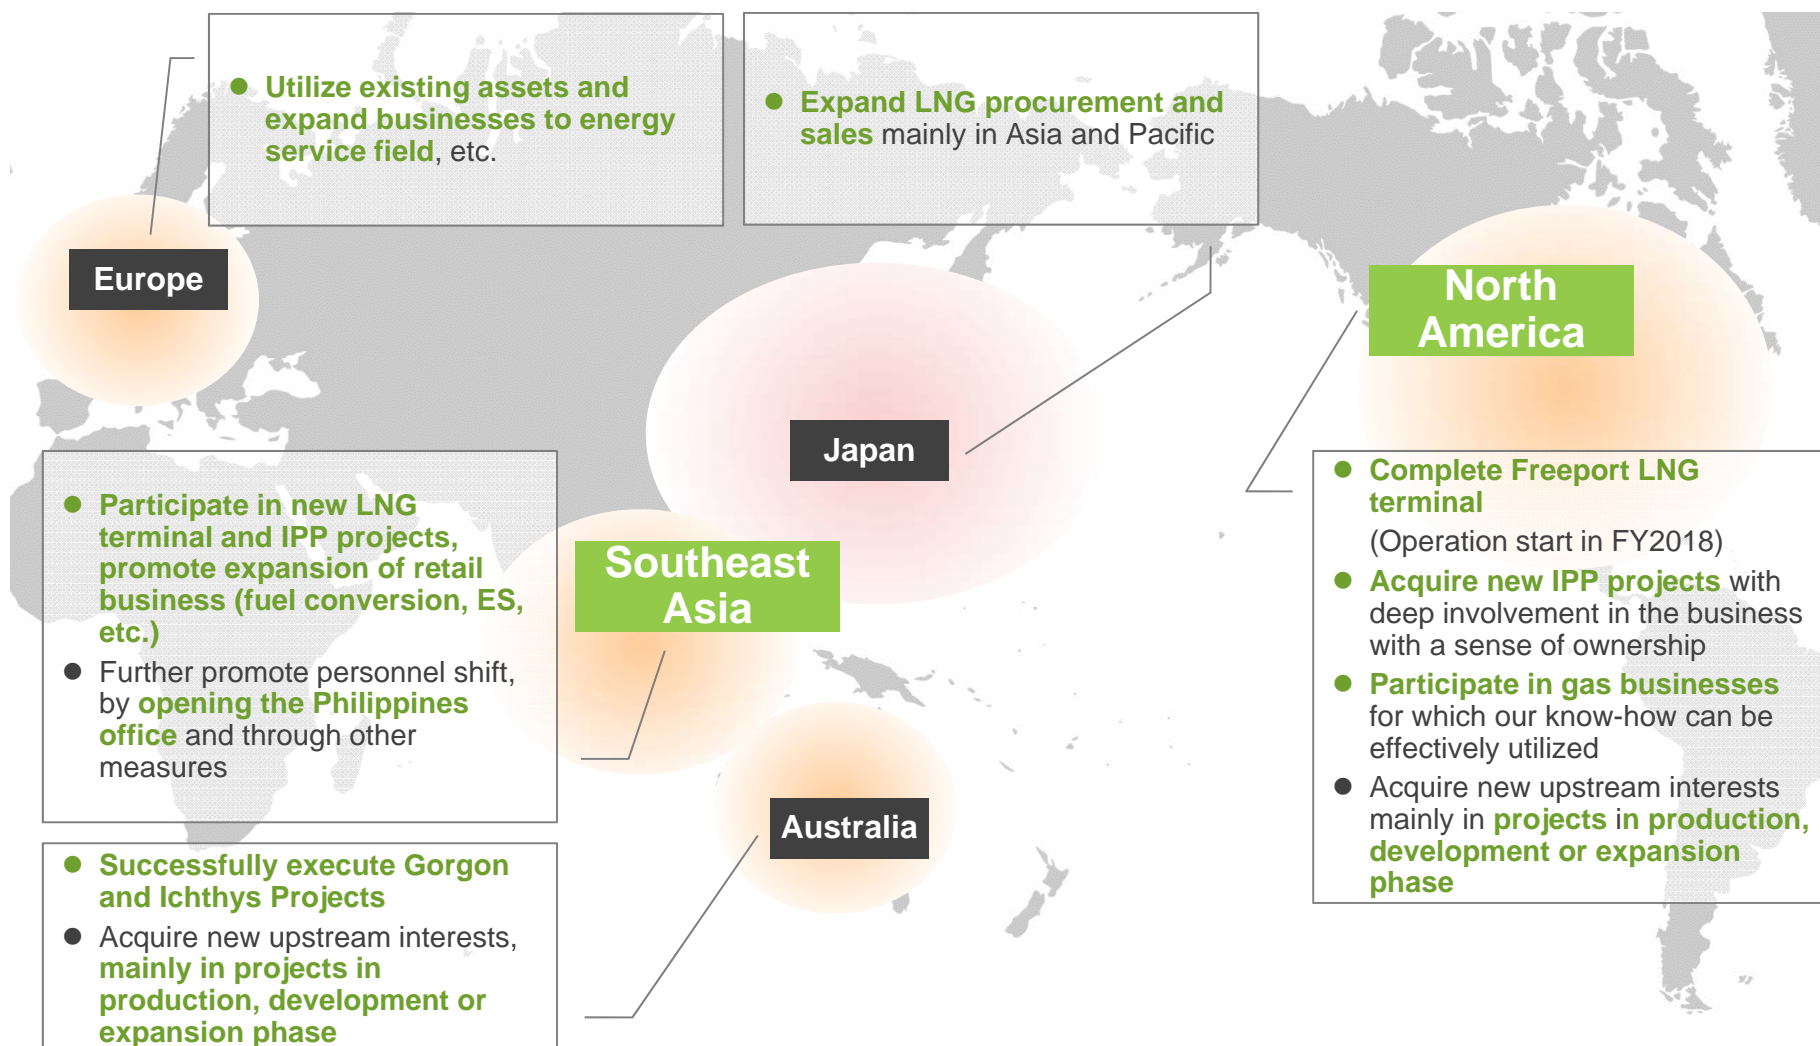 ● Utilize existing assets and
expand businesses to energy
service field, etc.
● Expand LNG procurement and
sales mainly in Asia and Pacific
Europe
North
America
Japan
Southeast
Asia
Australia
● Participate in new LNG
terminal and IPP projects,
promote expansion of retail
business (fuel conversion, ES,
etc.)
● Further promote personnel shift,
by opening the Philippines
office and through other
measures
● Complete Freeport LNG
terminal
(Operation start in FY2018)
● Acquire new IPP projects with
deep involvement in the business
with a sense of ownership
● Participate in gas businesses
for which our know-how can be
effectively utilized
● Acquire new upstream interests
mainly in projects in production,
development or expansion
phase
● Successfully execute Gorgon
and Ichthys Projects
● Acquire new upstream interests,
mainly in projects in
production, development or
expansion phase